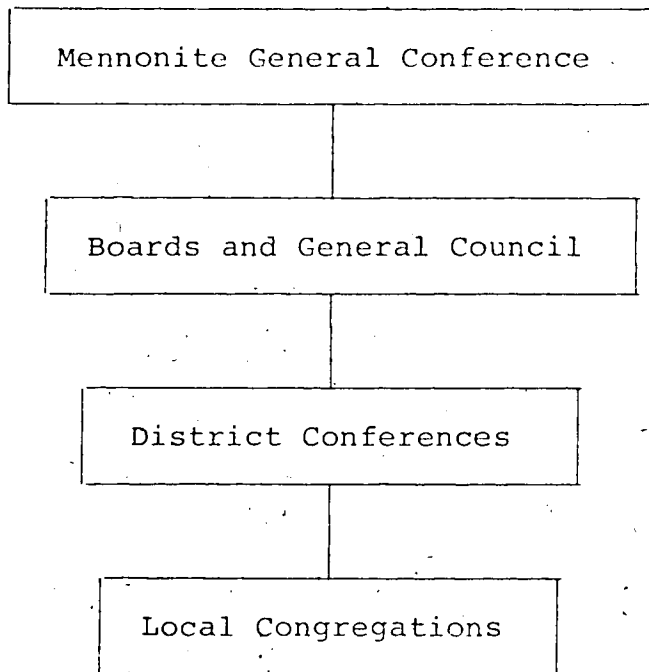 Mennonite General Conference
Boards and General Council
District Conferences
Local Congregations